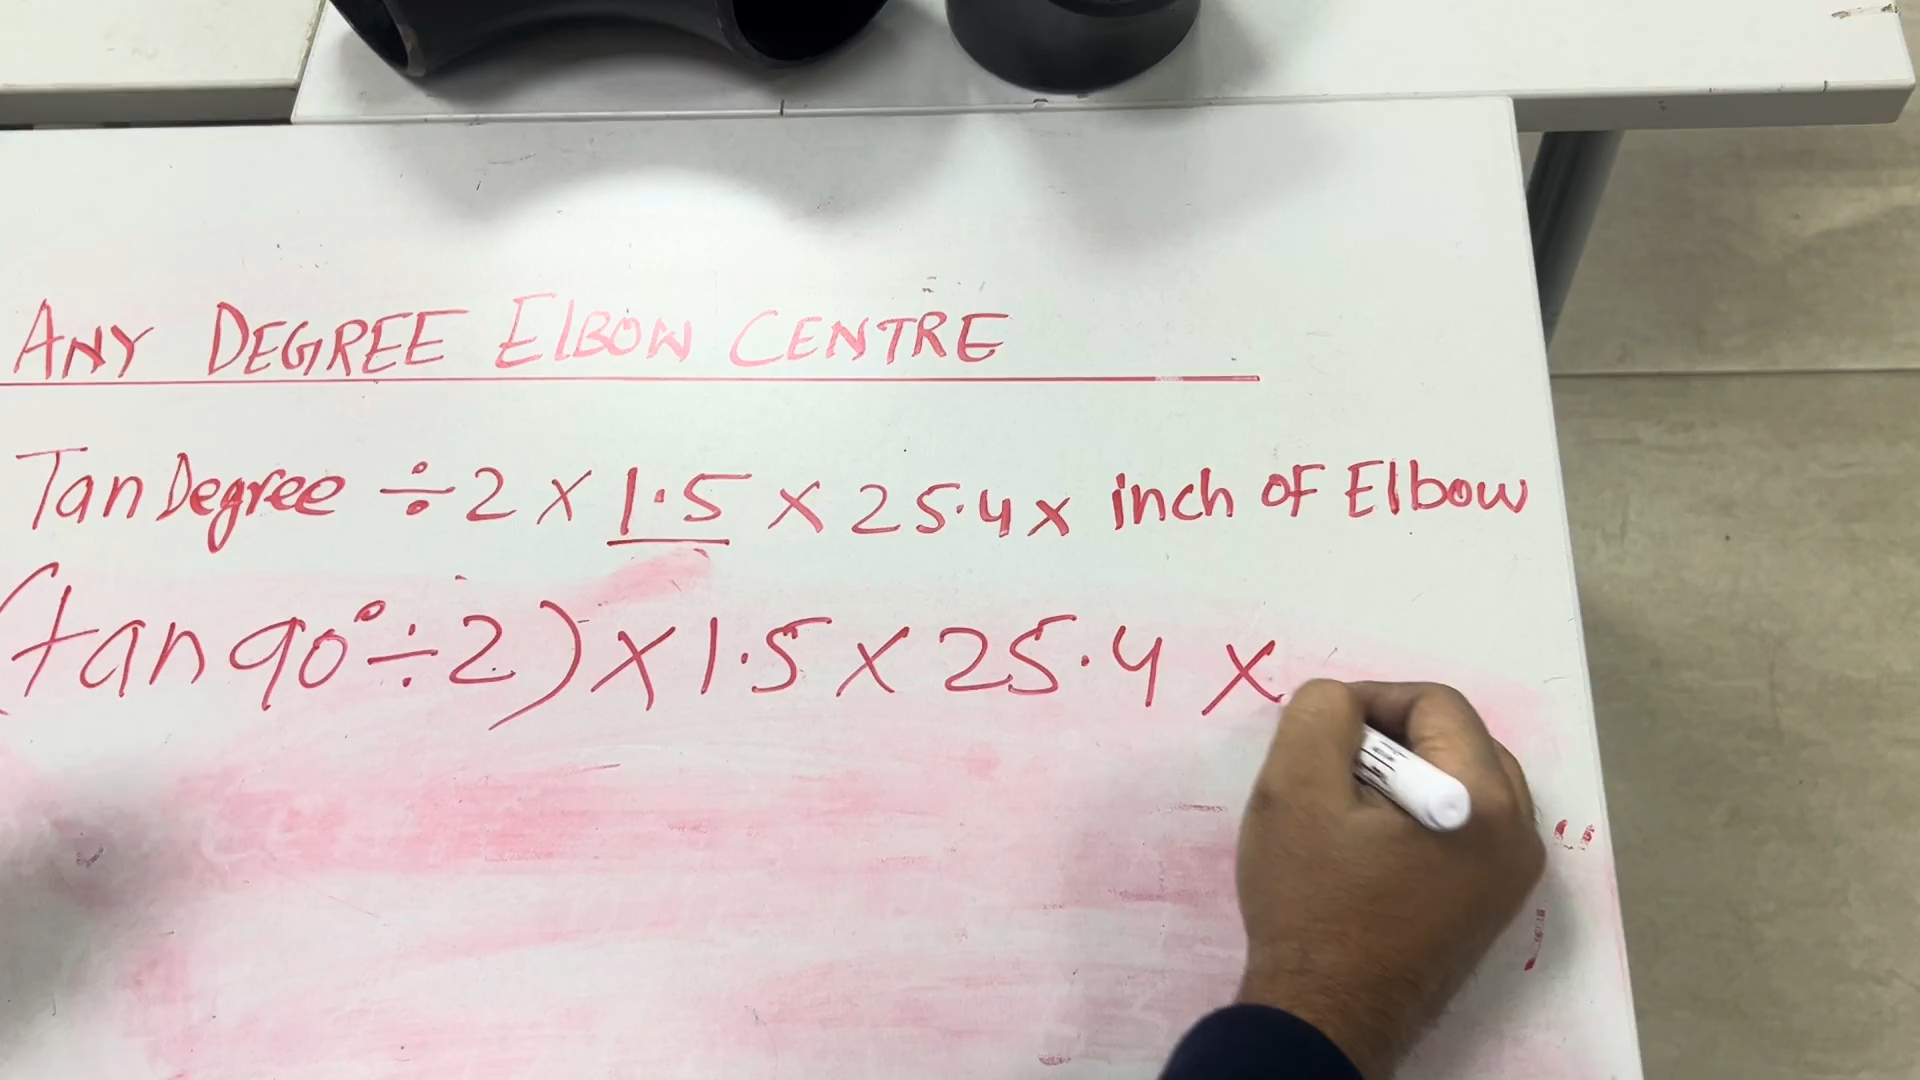 ANY DEGREE ElBOW CENTRE
Tan Degree ÷ 2 × 1.5 × 25.4 × inch OF Elbow
(tan 90° ÷ 2) × 1.5 × 25.4 ×